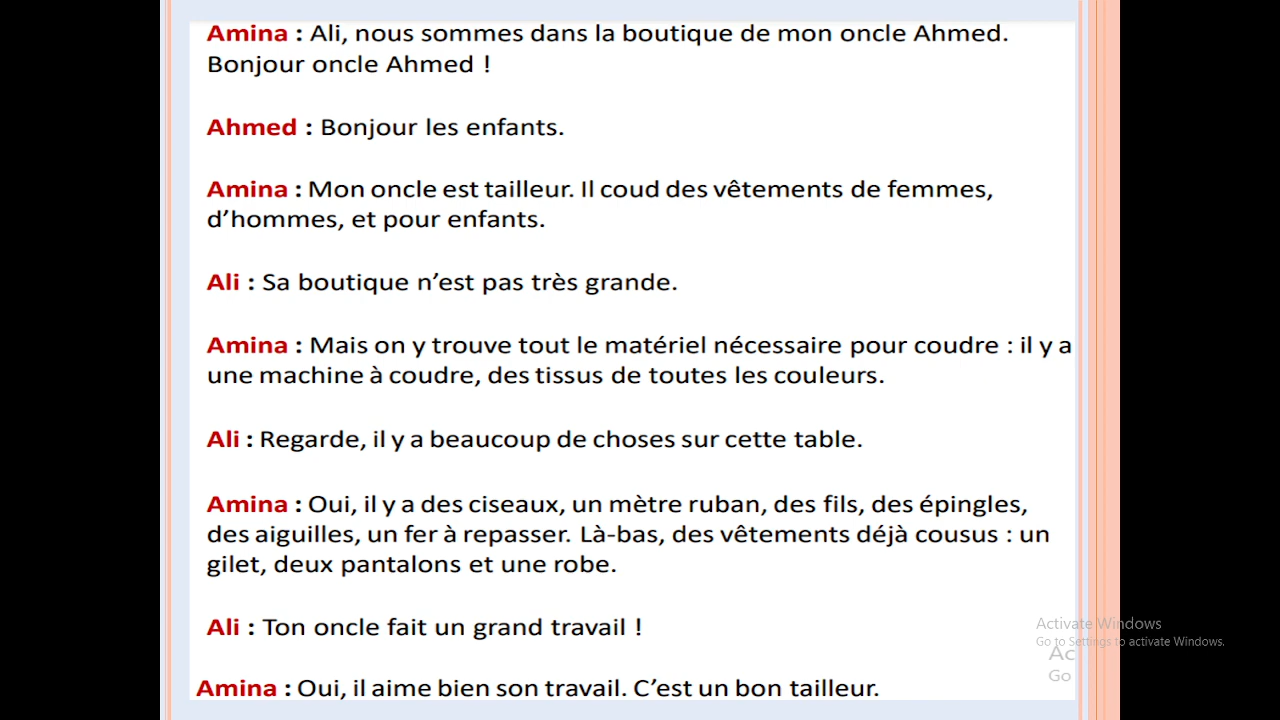 Amina : Ali, nous sommes dans la boutique de mon oncle Ahmed.
Bonjour oncle Ahmed !
Ahmed : Bonjour les enfants.
Amina : Mon oncle est tailleur. Il coud des vêtements de femmes,
d’hommes, et pour enfants.
Ali : Sa boutique n’est pas très grande.
Amina : Mais on y trouve tout le matériel nécessaire pour coudre : il y a
une machine à coudre, des tissus de toutes les couleurs.
Ali : Regarde, il y a beaucoup de choses sur cette table.
Amina : Oui, il y a des ciseaux, un mètre ruban, des fils, des épingles,
des aiguilles, un fer à repasser. Là-bas, des vêtements déjà cousus : un
gilet, deux pantalons et une robe.
Ali : Ton oncle fait un grand travail !
Activate Windows
Go to Settings to activate Windows.
Ac
Go
Amina : Oui, il aime bien son travail. C’est un bon tailleur.